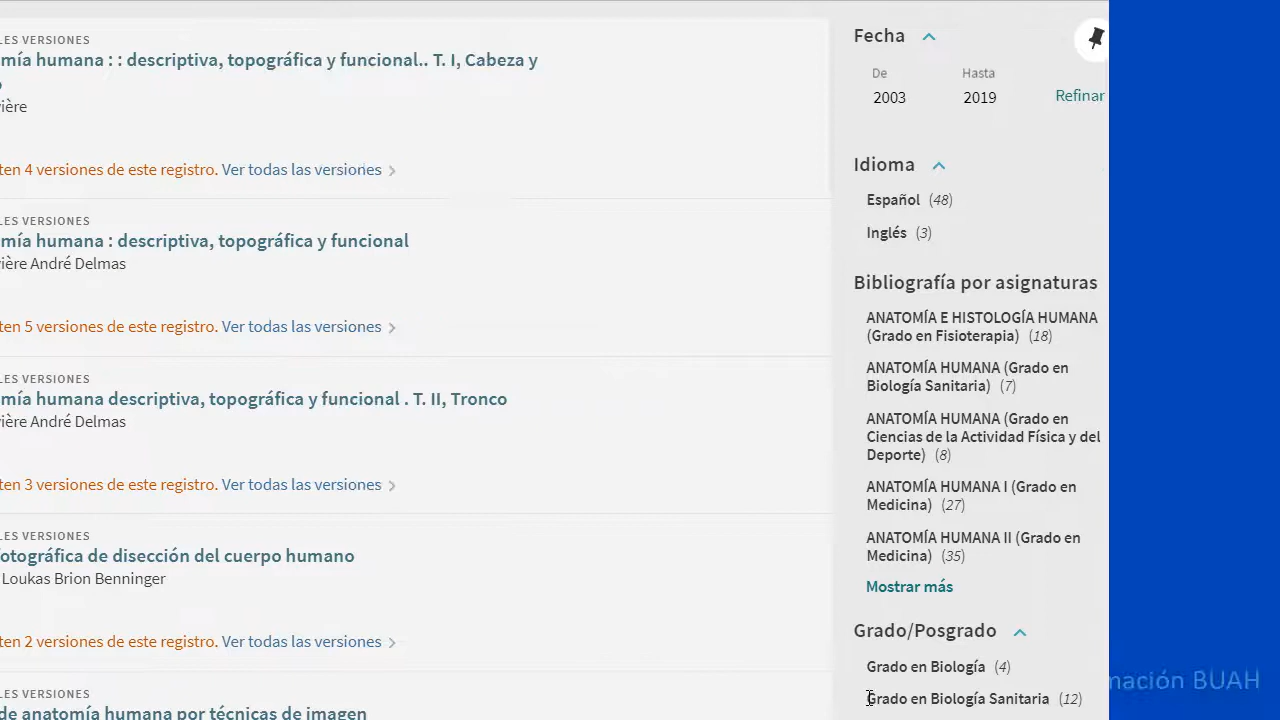 LES VERSIONES
mía humana : : descriptiva, topográfica y funcional.. T. I, Cabeza y
ière
ten 4 versiones de este registro. Ver todas las versiones
LES VERSIONES
mía humana : descriptiva, topográfica y funcional
ière André Delmas
ten 5 versiones de este registro. Ver todas las versiones
LES VERSIONES
mía humana descriptiva, topográfica y funcional . T. II, Tronco
ière André Delmas
ten 3 versiones de este registro. Ver todas las versiones
LES VERSIONES
otográfica de disección del cuerpo humano
Loukas Brion Benninger
ten 2 versiones de este registro. Ver todas las versiones
LES VERSIONES
de anatomía humana por técnicas de imagen
Fecha
De
Hasta
2003
2019
Refinar
Idioma
Español (48)
Inglés (3)
Bibliografía por asignaturas
ANATOMÍA E HISTOLOGÍA HUMANA
(Grado en Fisioterapia) (18)
ANATOMÍA HUMANA (Grado en
Biología Sanitaria) (7)
ANATOMÍA HUMANA (Grado en
Ciencias de la Actividad Física y del
Deporte) (8)
ANATOMÍA HUMANA I (Grado en
Medicina) (27)
ANATOMÍA HUMANA II (Grado en
Medicina) (35)
Mostrar más
Grado/Posgrado
Grado en Biología (4)
Grado en Biología Sanitaria (12)
mación BUAH